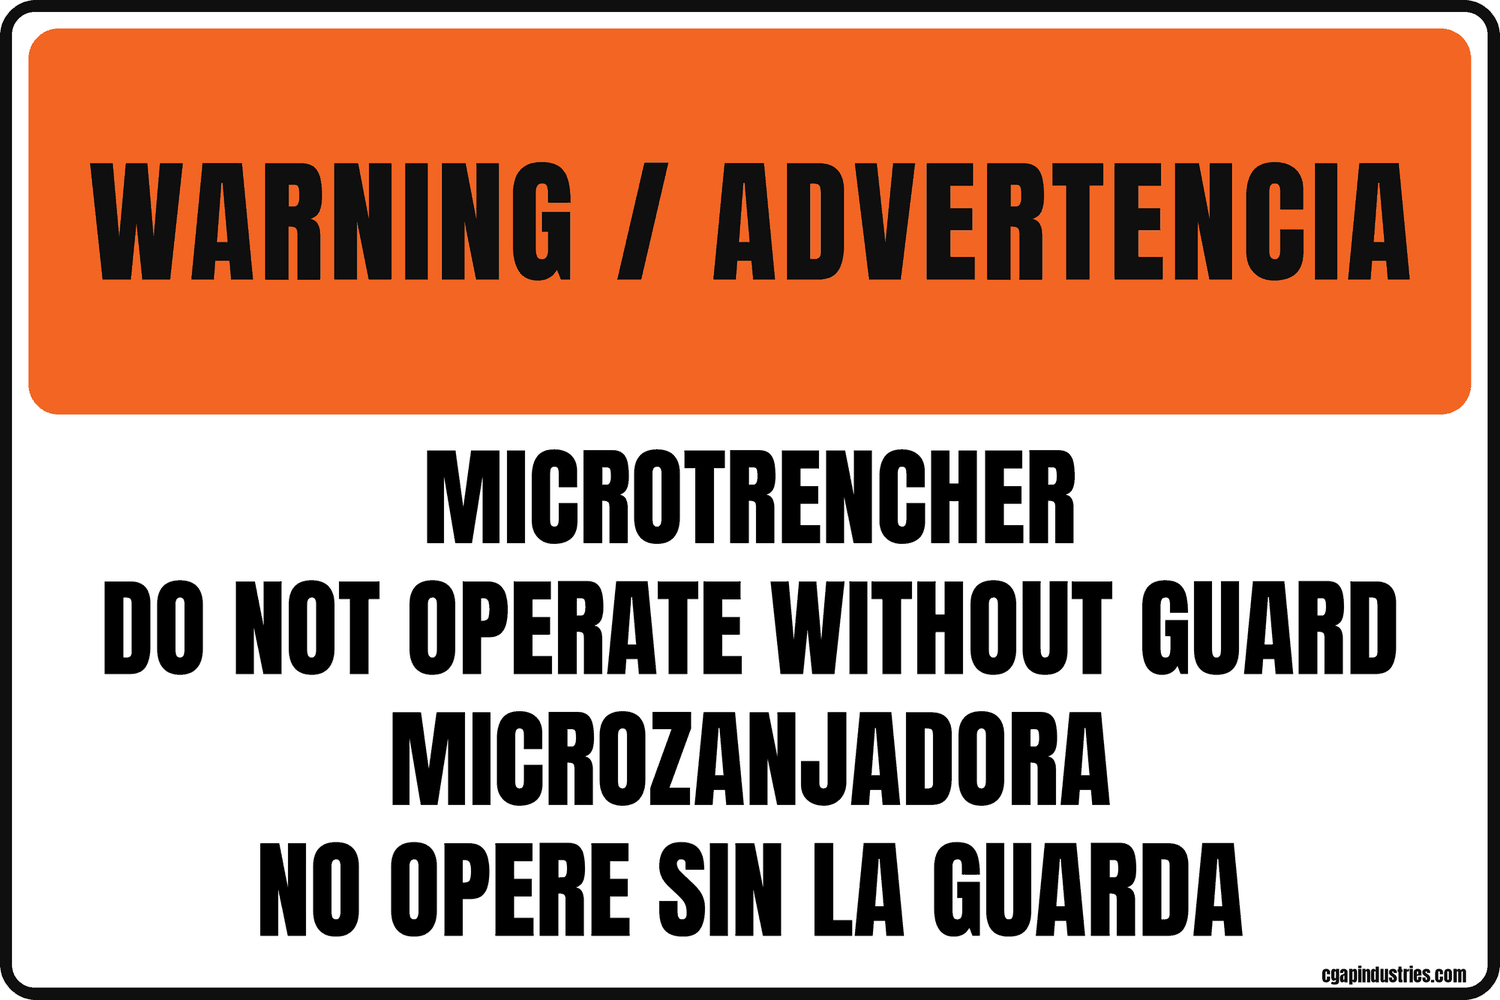 WARNING / ADVERTENCIA
MICROTRENCHER
DO NOT OPERATE WITHOUT GUARD
MICROZANJADORA
NO OPERE SIN LA GUARDA
cgapindustries.com